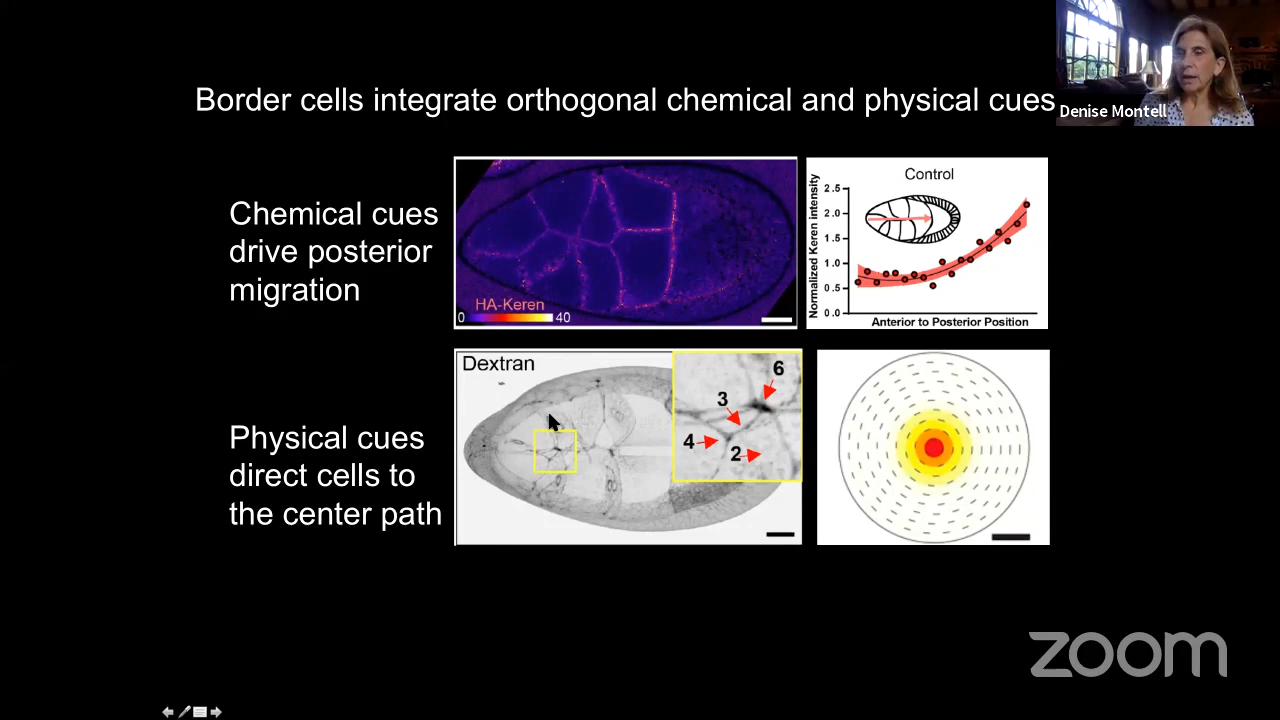 Border cells integrate orthogonal chemical and physical cues
Denise Montell
Chemical cues
drive posterior
migration
HA-Keren
0 40
Control
Normalized Keren intensity
2.5
2.0
1.5
1.0
0.5
0.0
Anterior to Posterior Position
Physical cues
direct cells to
the center path
Dextran
6
3
4
2
zoom